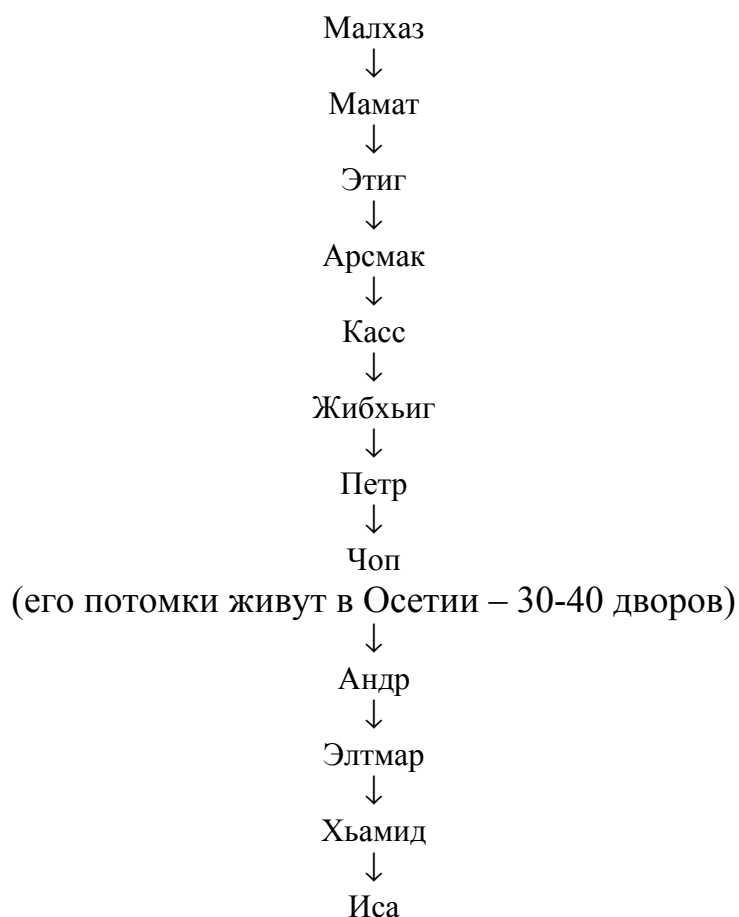 Малхаз
↓
Мамат
↓
Этиг
↓
Арсмак
↓
Касс
↓
Жибхьиг
↓
Петр
↓
Чоп
(его потомки живут в Осетии – 30-40 дворов)
↓
Андр
↓
Элтмар
↓
Хьамид
↓
Иса